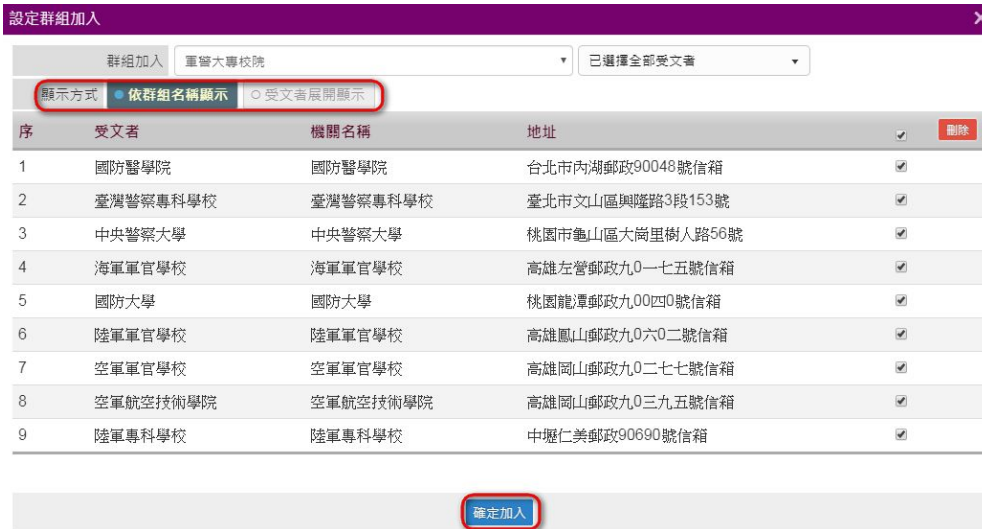 設定群組加入 ×
群組加入 軍警大專校院 已選擇全部受文者
顯示方式 依群組名稱顯示 受文者展開顯示
序 受文者 機關名稱 地址 刪除
1 國防醫學院 國防醫學院 台北市內湖郵政90048號信箱
2 臺灣警察專科學校 臺灣警察專科學校 臺北市文山區興隆路3段153號
3 中央警察大學 中央警察大學 桃園市龜山區大崗里樹人路56號
4 海軍軍官學校 海軍軍官學校 高雄左營郵政九0一七五號信箱
5 國防大學 國防大學 桃園龍潭郵政九00四0號信箱
6 陸軍軍官學校 陸軍軍官學校 高雄鳳山郵政九0六0二號信箱
7 空軍軍官學校 空軍軍官學校 高雄岡山郵政九0二七七號信箱
8 空軍航空技術學院 空軍航空技術學院 高雄岡山郵政九0三九五號信箱
9 陸軍專科學校 陸軍專科學校 中壢仁美郵政90690號信箱
確定加入